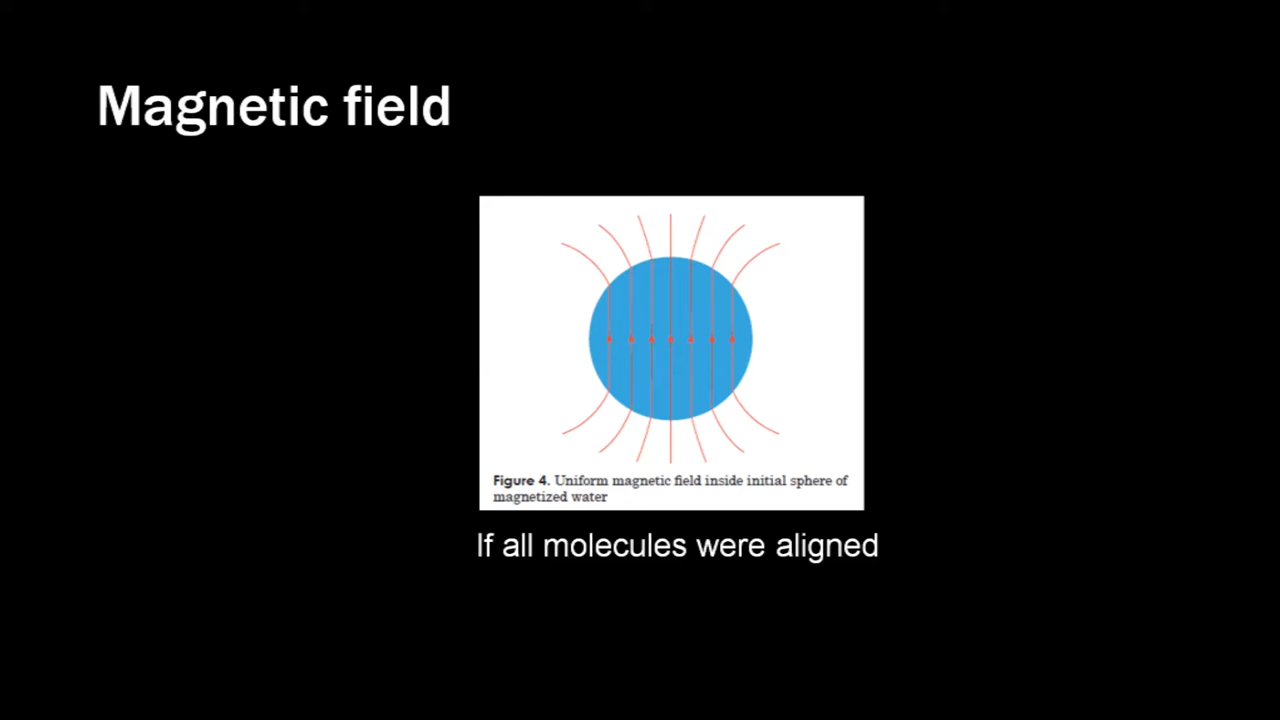 Magnetic field
Figure 4. Uniform magnetic field inside initial sphere of
magnetized water
If all molecules were aligned